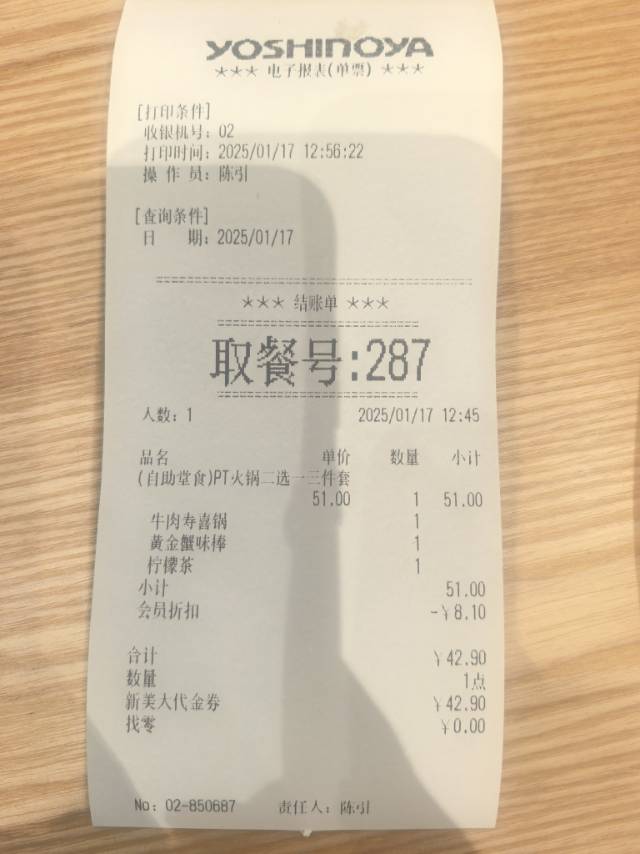 YOSHINOYA
*** 电子报表(单票) ***
[打印条件]
收银机号: 02
打印时间: 2025/01/17 12:56:22
操 作 员: 陈引
[查询条件]
日 期: 2025/01/17
*** 结账单 ***
取餐号:287
人数: 1 2025/01/17 12:45
品名 单价 数量 小计
(自助堂食)PT火锅二选一三件套
51.00 1 51.00
牛肉寿喜锅 1
黄金蟹味棒 1
柠檬茶 1
小计 51.00
会员折扣 -¥8.10
合计 ¥42.90
数量 1点
新美大代金券 ¥42.90
找零 ¥0.00
No: 02-850687 责任人: 陈引